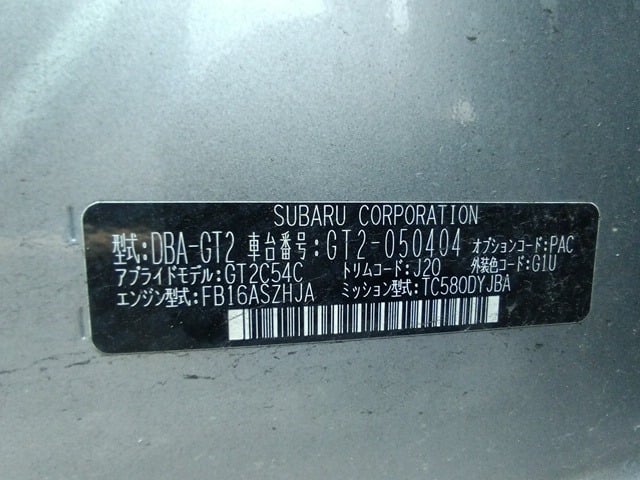 SUBARU CORPORATION
型式:DBA-GT2 車台番号:GT2-050404 オプションコード:PAC
アプライドモデル:GT2C54C トリムコード:J20 外装色コード:G1U
エンジン型式:FB16ASZHJA ミッション型式:TC580DYJBA